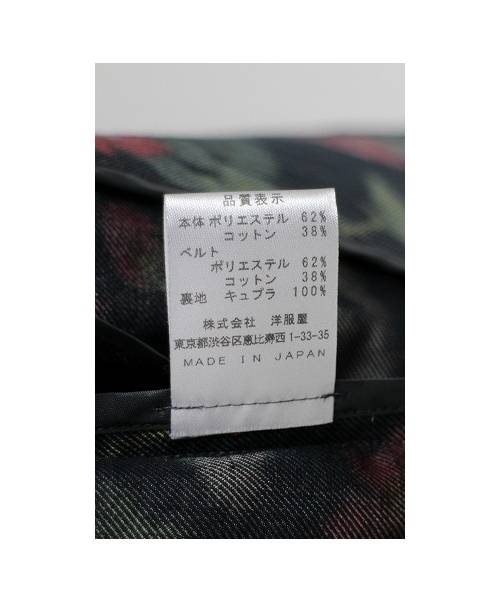 品質表示
本体 ポリエステル 62%
コットン 38%
ベルト
ポリエステル 62%
コットン 38%
裏地 キュプラ 100%
株式会社 洋服屋
東京都渋谷区恵比寿西1-33-35
MADE IN JAPAN